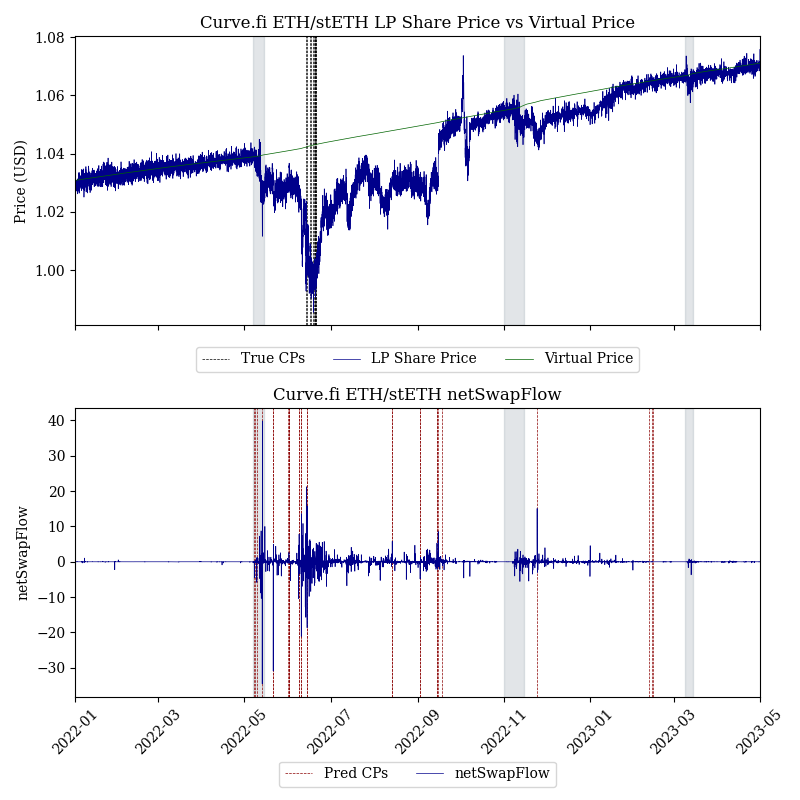 Curve.fi ETH/stETH LP Share Price vs Virtual Price
1.08
1.06
1.04
1.02
1.00
Price (USD)
True CPs LP Share Price Virtual Price
Curve.fi ETH/stETH netSwapFlow
40
30
20
10
0
−10
−20
−30
netSwapFlow
2022-01 2022-03 2022-05 2022-07 2022-09 2022-11 2023-01 2023-03 2023-05
Pred CPs netSwapFlow